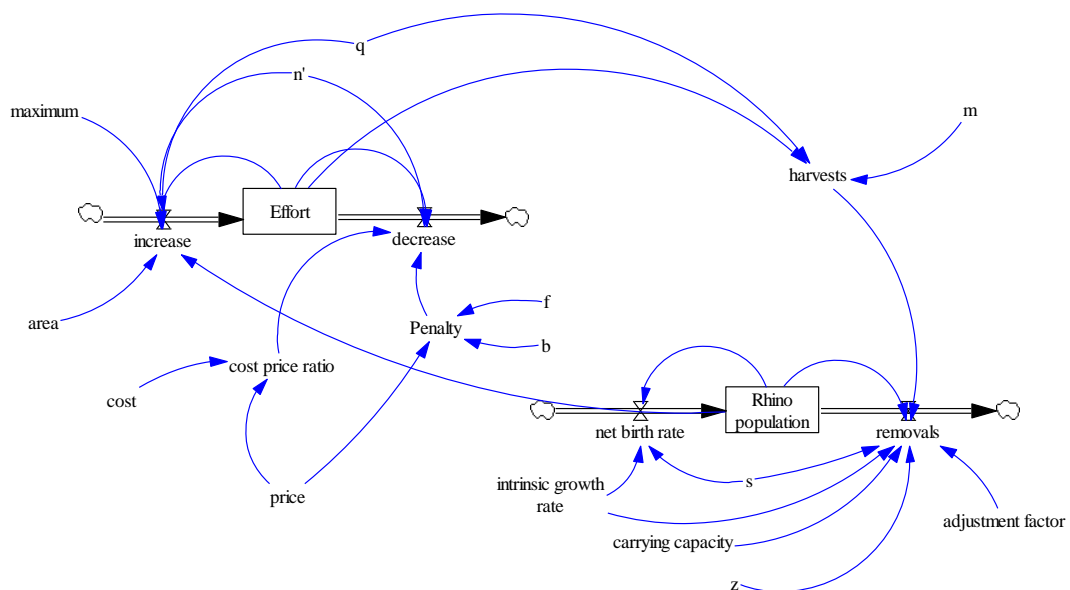 q
n'
maximum
m
harvests
Effort
increase
decrease
area
f
Penalty
b
cost price ratio
cost
Rhino
population
net birth rate
removals
price
intrinsic growth
rate
s
adjustment factor
carrying capacity
z